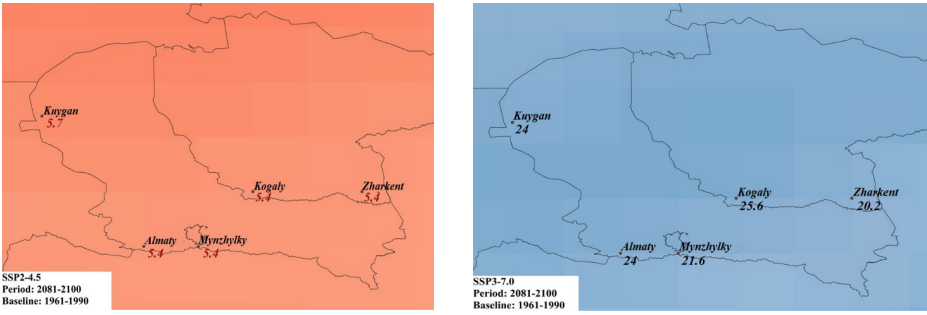 Kuygan
5.7
Kogaly
5.4
Zharkent
5.4
Almaty
5.4
Mynzhylky
5.4
SSP2-4.5
Period: 2081-2100
Baseline: 1961-1990
Kuygan
24
Kogaly
25.6
Zharkent
20.2
Almaty
24
Mynzhylky
21.6
SSP3-7.0
Period: 2081-2100
Baseline: 1961-1990